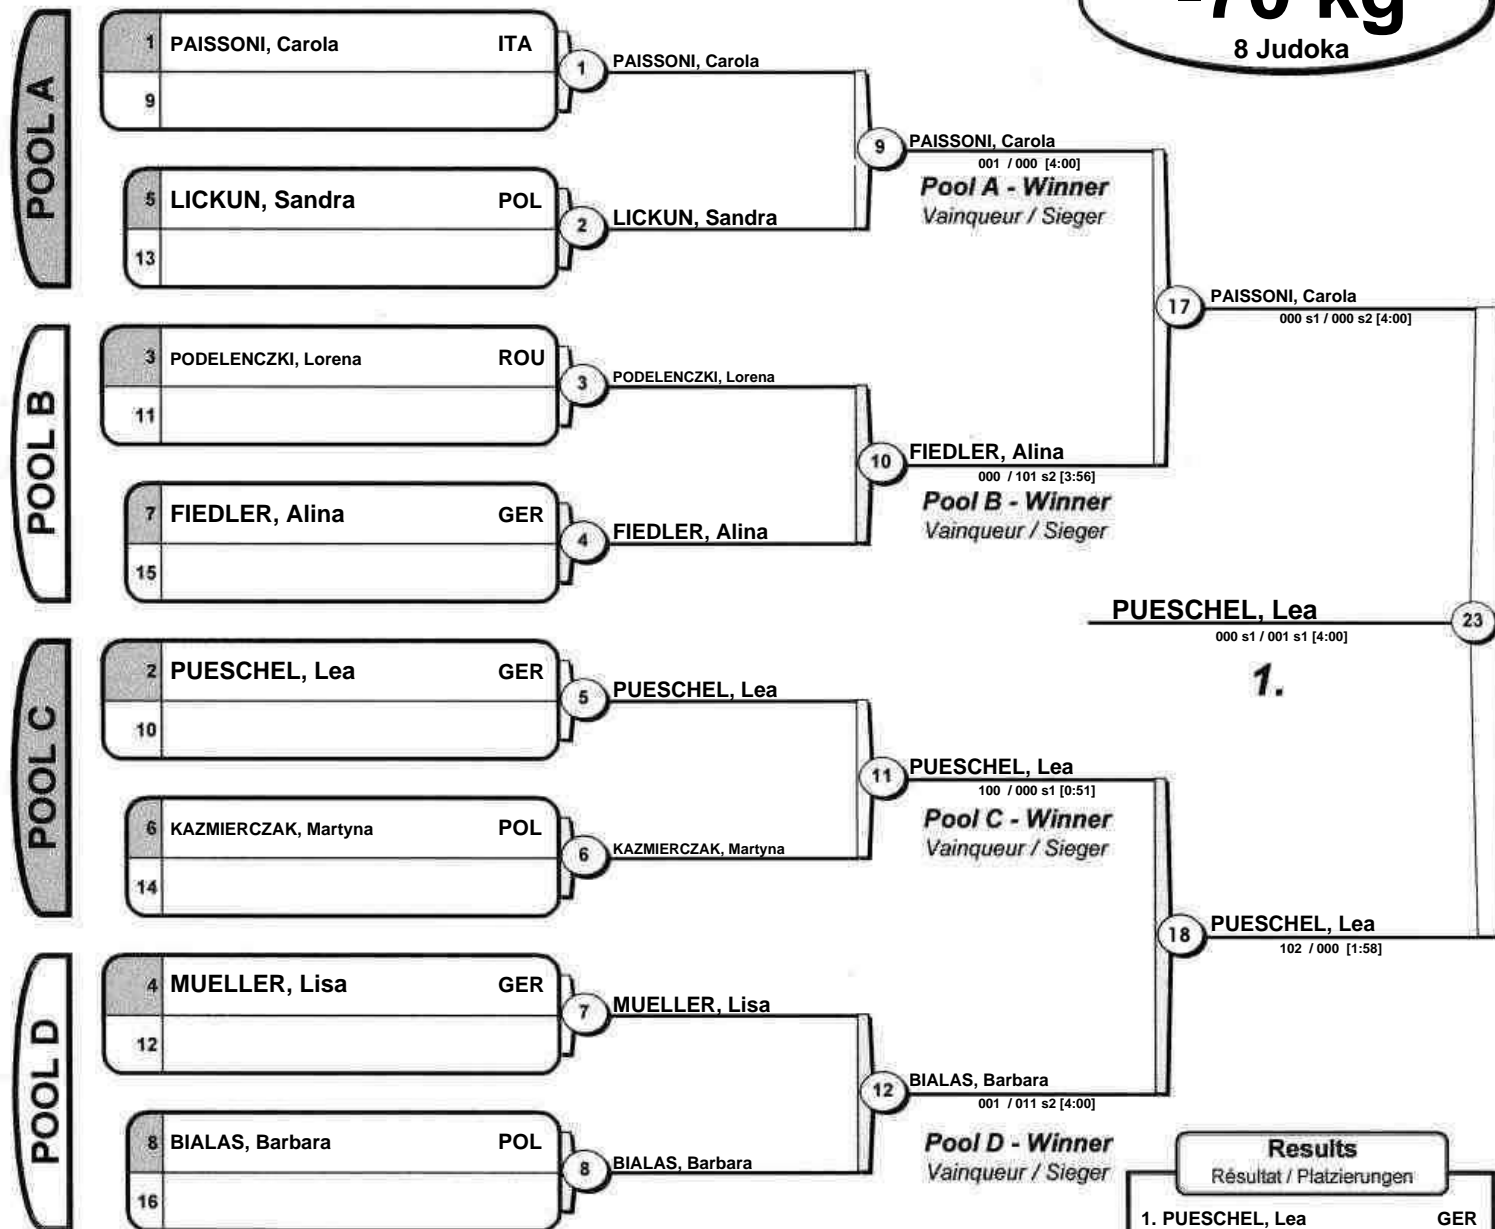 -70 kg
8 Judoka
POOL A
1 PAISSONI, Carola ITA
9
1 PAISSONI, Carola
5 LICKUN, Sandra POL
13
2 LICKUN, Sandra
9 PAISSONI, Carola
001 / 000 [4:00]
Pool A - Winner
Vainqueur / Sieger
POOL B
3 PODELENCZKI, Lorena ROU
11
3 PODELENCZKI, Lorena
7 FIEDLER, Alina GER
15
4 FIEDLER, Alina
10 FIEDLER, Alina
000 / 101 s2 [3:56]
Pool B - Winner
Vainqueur / Sieger
17 PAISSONI, Carola
000 s1 / 000 s2 [4:00]
PUESCHEL, Lea 23
000 s1 / 001 s1 [4:00]
1.
POOL C
2 PUESCHEL, Lea GER
10
5 PUESCHEL, Lea
6 KAZMIERCZAK, Martyna POL
14
6 KAZMIERCZAK, Martyna
11 PUESCHEL, Lea
100 / 000 s1 [0:51]
Pool C - Winner
Vainqueur / Sieger
18 PUESCHEL, Lea
102 / 000 [1:58]
POOL D
4 MUELLER, Lisa GER
12
7 MUELLER, Lisa
8 BIALAS, Barbara POL
16
8 BIALAS, Barbara
12 BIALAS, Barbara
001 / 011 s2 [4:00]
Pool D - Winner
Vainqueur / Sieger
Results
Résultat / Platzierungen
1. PUESCHEL, Lea GER